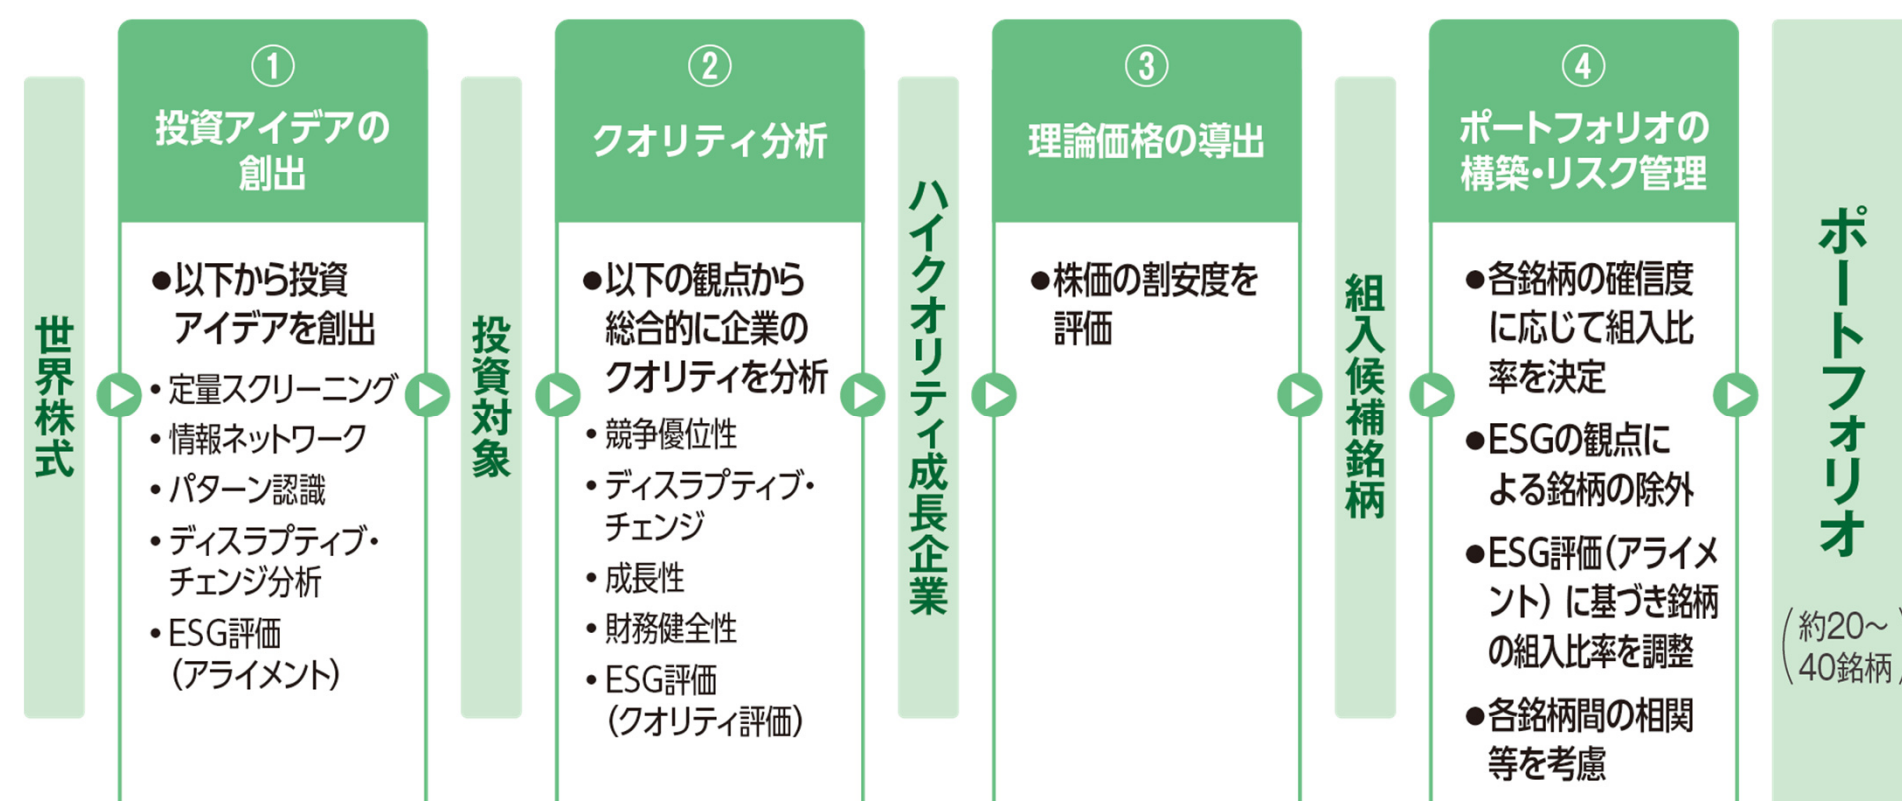 世界株式
①
投資アイデアの
創出
●以下から投資
アイデアを創出
・定量スクリーニング
・情報ネットワーク
・パターン認識
・ディスラプティブ・
チェンジ分析
・ESG評価
（アライメント）
投資対象
②
クオリティ分析
●以下の観点から
総合的に企業の
クオリティを分析
・競争優位性
・ディスラプティブ・
チェンジ
・成長性
・財務健全性
・ESG評価
（クオリティ評価）
ハイクオリティ成長企業
③
理論価格の導出
●株価の割安度を
評価
組入候補銘柄
④
ポートフォリオの
構築・リスク管理
●各銘柄の確信度
に応じて組入比
率を決定
●ESGの観点に
よる銘柄の除外
●ESG評価（アライメ
ント）に基づき銘柄
の組入比率を調整
●各銘柄間の相関
等を考慮
ポートフォリオ
（約20～
40銘柄）